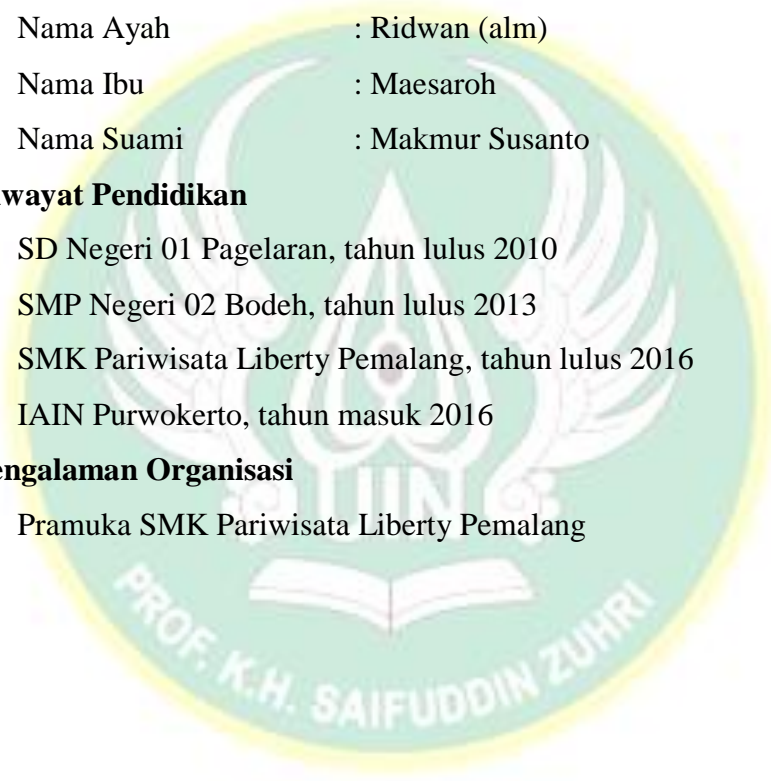 Nama Ayah : Ridwan (alm)
Nama Ibu : Maesaroh
Nama Suami : Makmur Susanto
wayat Pendidikan
SD Negeri 01 Pagelaran, tahun lulus 2010
SMP Negeri 02 Bodeh, tahun lulus 2013
SMK Pariwisata Liberty Pemalang, tahun lulus 2016
IAIN Purwokerto, tahun masuk 2016
engalaman Organisasi
Pramuka SMK Pariwisata Liberty Pemalang
UIN
PROF. K.H. SAIFUDDIN ZUHRI